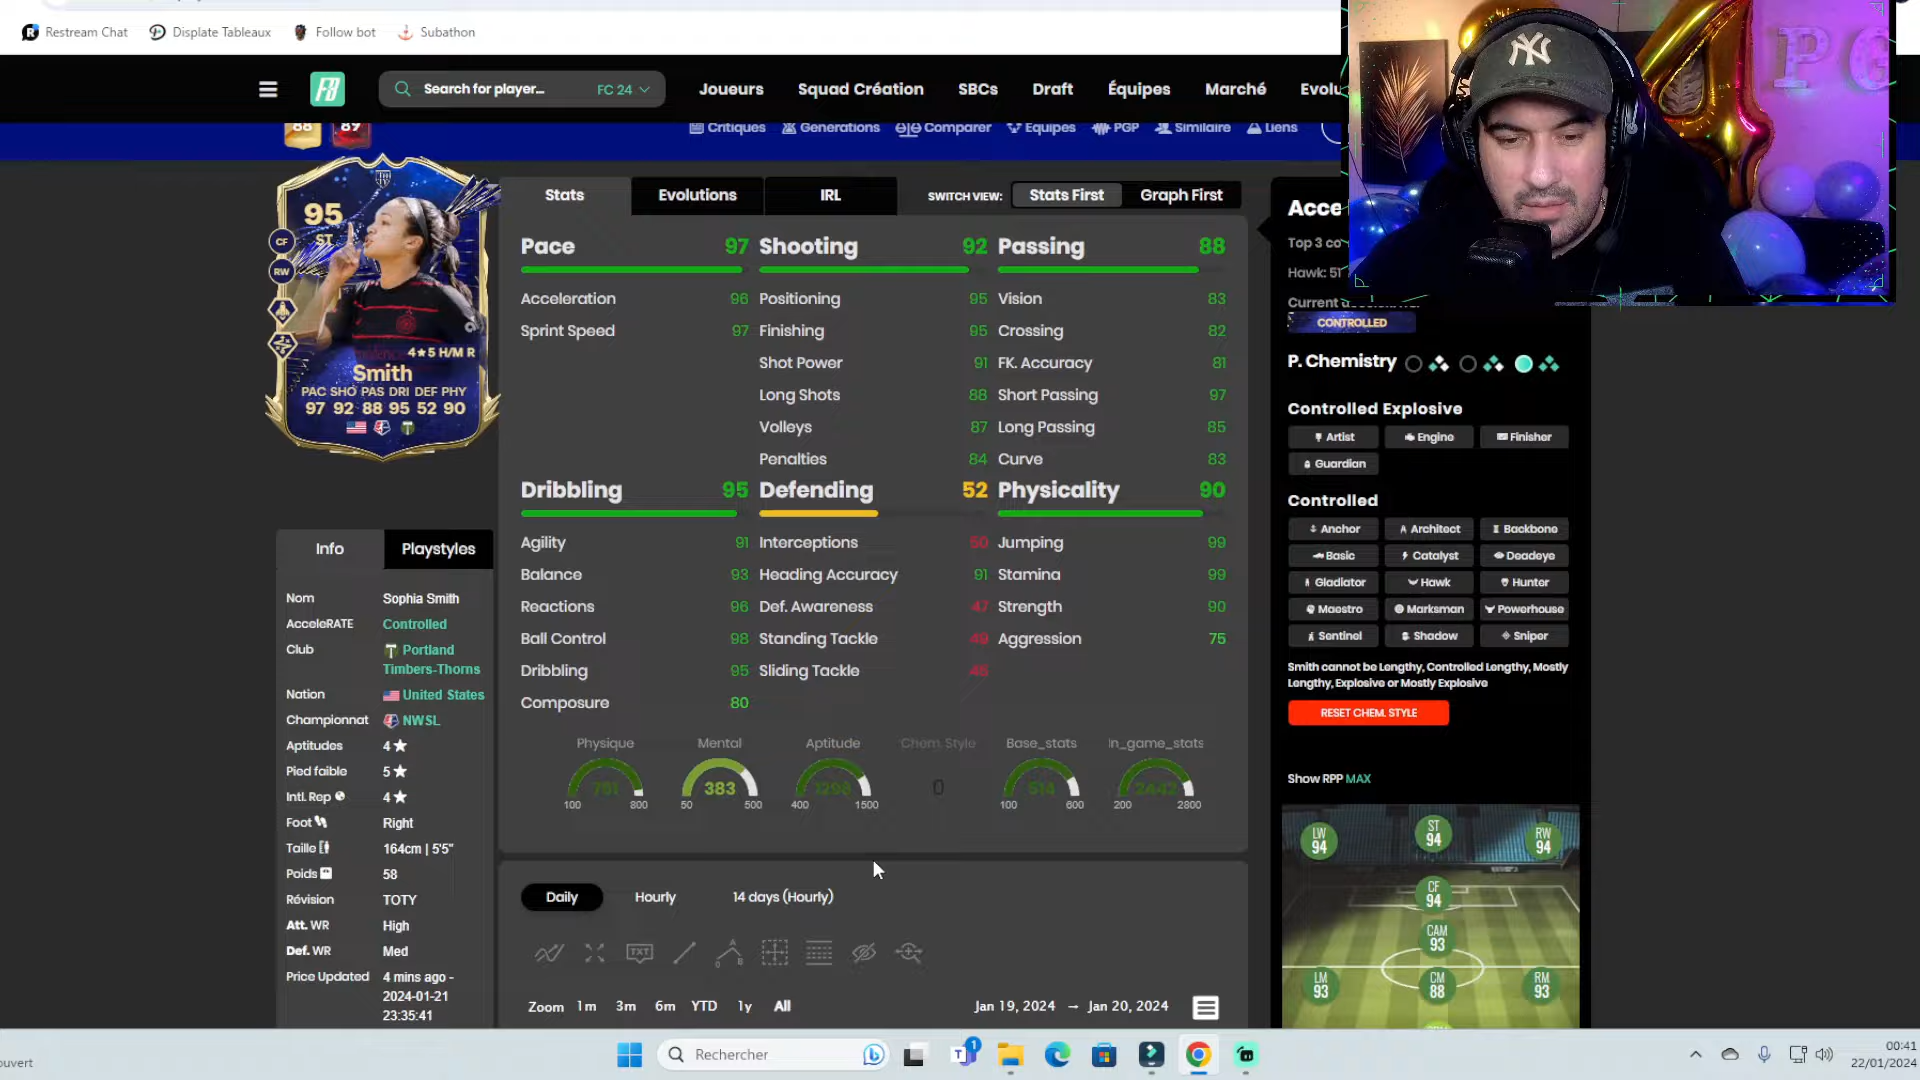 Restream Chat
Displate Tableaux
Follow bot
Subathon
Search for player...
FC 24
Joueurs
Squad Création
SBCs
Draft
Équipes
Marché
Evolu
NY
88
89
Critiques
Generations
Comparer
Equipes
PGP
Similaire
Liens
95
ST
CF
RW
4★5 H/M R
Smith
PAC SHO PAS DRI DEF PHY
97 92 88 95 52 90
Stats
Evolutions
IRL
SWITCH VIEW:
Stats First
Graph First
Pace 97
Acceleration 96
Sprint Speed 97
Shooting 92
Positioning 95
Finishing 95
Shot Power 91
Long Shots 88
Volleys 87
Penalties 84
Passing 88
Vision 83
Crossing 82
FK. Accuracy 81
Short Passing 97
Long Passing 85
Curve 83
Dribbling 95
Agility 91
Balance 93
Reactions 96
Ball Control 98
Dribbling 95
Composure 80
Defending 52
Interceptions 50
Heading Accuracy 91
Def. Awareness 47
Standing Tackle 49
Sliding Tackle
Physicality 90
Jumping 99
Stamina 99
Strength 90
Aggression 75
Physique
100 800
Mental
383
50 500
Aptitude
1298
400 1500
Chem. Style
0
Base_stats
514
100 600
In_game_stats
2442
200 2800
Info
Playstyles
Nom Sophia Smith
AcceleRATE Controlled
Club Portland
Timbers-Thorns
Nation United States
Championnat NWSL
Aptitudes 4★
Pied faible 5★
Intl. Rep 4★
Foot Right
Taille 164cm | 5'5"
Poids 58
Révision TOTY
Att. WR High
Def. WR Med
Price Updated 4 mins ago -
2024-01-21
23:35:41
Daily
Hourly
14 days (Hourly)
TXT
Zoom 1m 3m 6m YTD 1y All
Jan 19, 2024 → Jan 20, 2024
Acce
Top 3 co
Hawk: 51
CONTROLLED
P. Chemistry
Controlled Explosive
Artist
Engine
Finisher
Guardian
Controlled
Anchor
Architect
Backbone
Basic
Catalyst
Deadeye
Gladiator
Hawk
Hunter
Maestro
Marksman
Powerhouse
Sentinel
Shadow
Sniper
Smith cannot be Lengthy, Controlled Lengthy, Mostly
Lengthy, Explosive or Mostly Explosive
RESET CHEM. STYLE
Show RPP MAX
LW
94
ST
94
RW
94
CF
94
CAM
93
LM
93
CM
88
RM
93
ouvert
Rechercher
1
00:41
22/01/2024